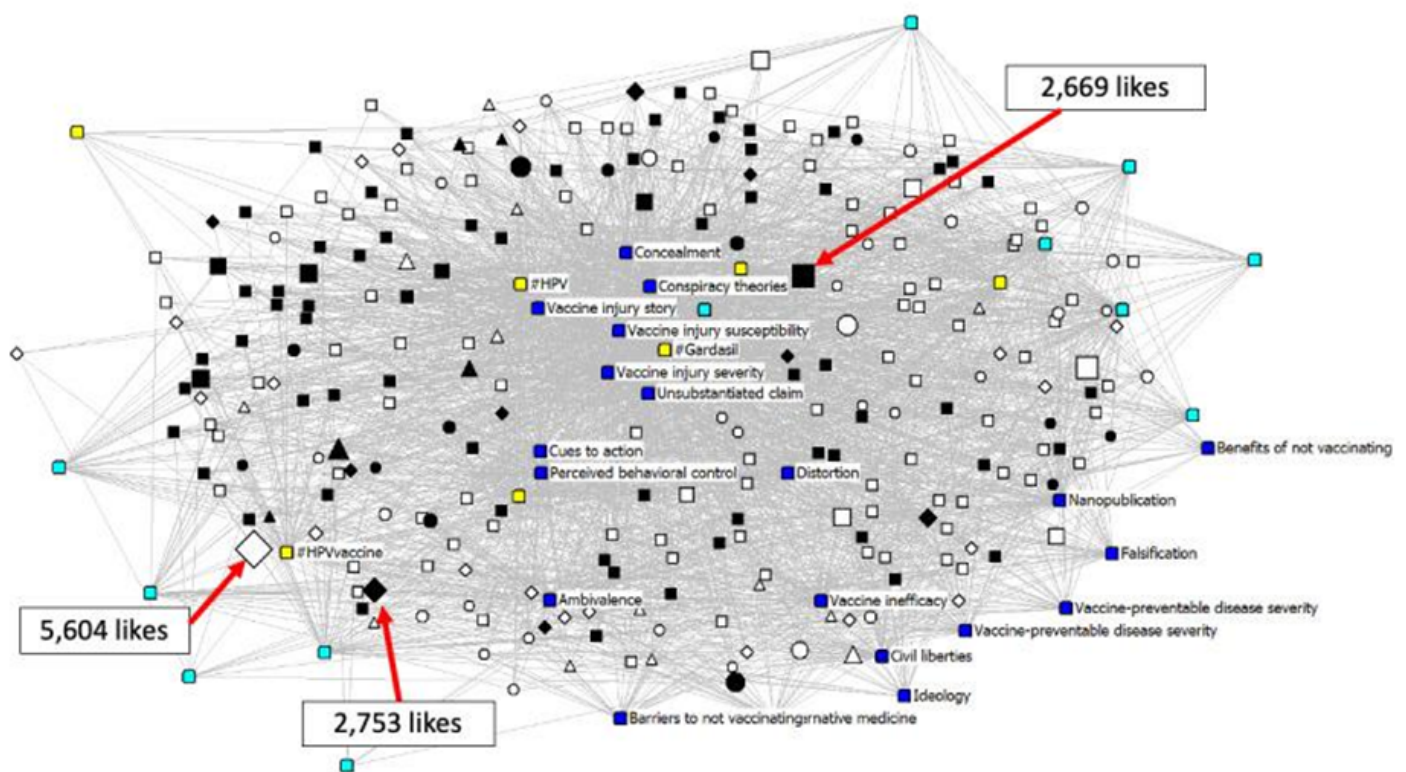 2,669 likes
Concealment
#HPV
Conspiracy theories
Vaccine injury story
Vaccine injury susceptibility
#Gardasil
Vaccine injury severity
Unsubstantiated claim
Cues to action
Benefits of not vaccinating
Perceived behavioral control
Distortion
Nanopublication
#HPVvaccine
Falsification
Ambivalence
Vaccine inefficacy
Vaccine-preventable disease severity
5,604 likes
Vaccine-preventable disease severity
Civil liberties
Ideology
2,753 likes
Barriers to not vaccinating
medicine